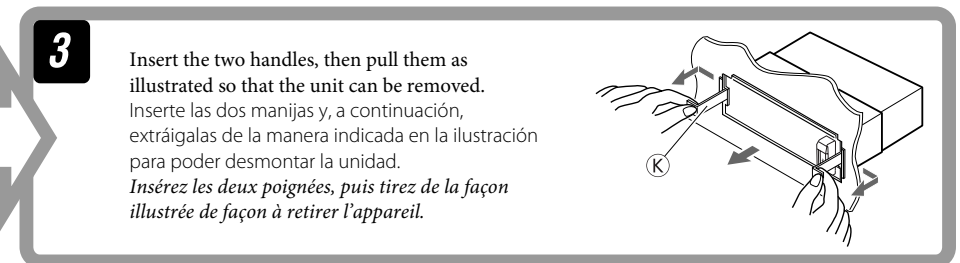 3
Insert the two handles, then pull them as
illustrated so that the unit can be removed.
Inserte las dos manijas y, a continuación,
extráigalas de la manera indicada en la ilustración
para poder desmontar la unidad.
Insérez les deux poignées, puis tirez de la façon
illustrée de façon à retirer l'appareil.
K